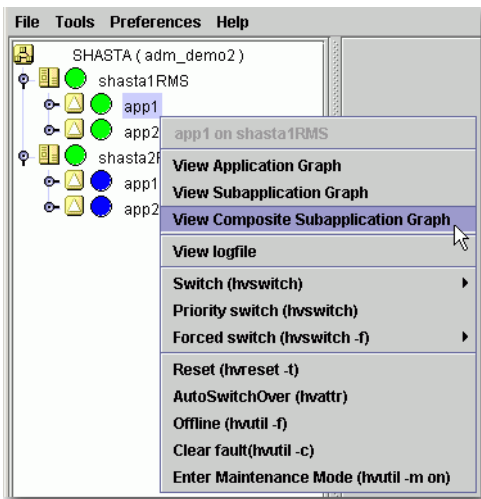 File Tools Preferences Help
SHASTA ( adm_demo2 )
shasta1RMS
app1
app2
app1 on shasta1RMS
shasta2
app1
app2
View Application Graph
View Subapplication Graph
View Composite Subapplication Graph
View logfile
Switch (hvswitch)
Priority switch (hvswitch)
Forced switch (hvswitch -f)
Reset (hvreset -t)
AutoSwitchOver (hvattr)
Offline (hvutil -f)
Clear fault(hvutil -c)
Enter Maintenance Mode (hvutil -m on)